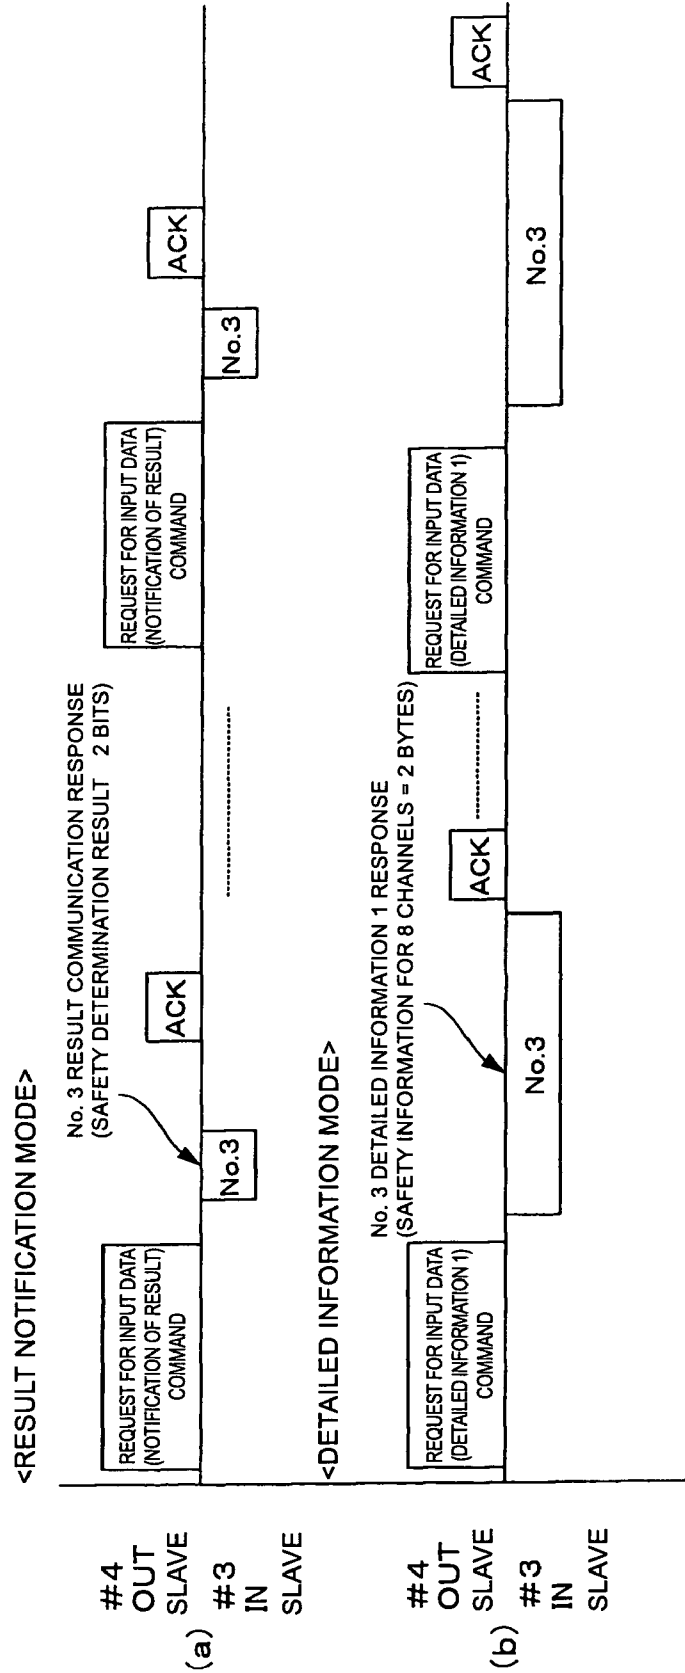 <RESULT NOTIFICATION MODE>
No. 3 RESULT COMMUNICATION RESPONSE
(SAFETY DETERMINATION RESULT 2 BITS)
(a)
#4
OUT
SLAVE
#3
IN
SLAVE
REQUEST FOR INPUT DATA
(NOTIFICATION OF RESULT)
COMMAND
No.3
ACK
REQUEST FOR INPUT DATA
(NOTIFICATION OF RESULT)
COMMAND
No.3
ACK
<DETAILED INFORMATION MODE>
No. 3 DETAILED INFORMATION 1 RESPONSE
(SAFETY INFORMATION FOR 8 CHANNELS = 2 BYTES)
(b)
#4
OUT
SLAVE
#3
IN
SLAVE
REQUEST FOR INPUT DATA
(DETAILED INFORMATION 1)
COMMAND
No.3
ACK
REQUEST FOR INPUT DATA
(DETAILED INFORMATION 1)
COMMAND
No.3
ACK